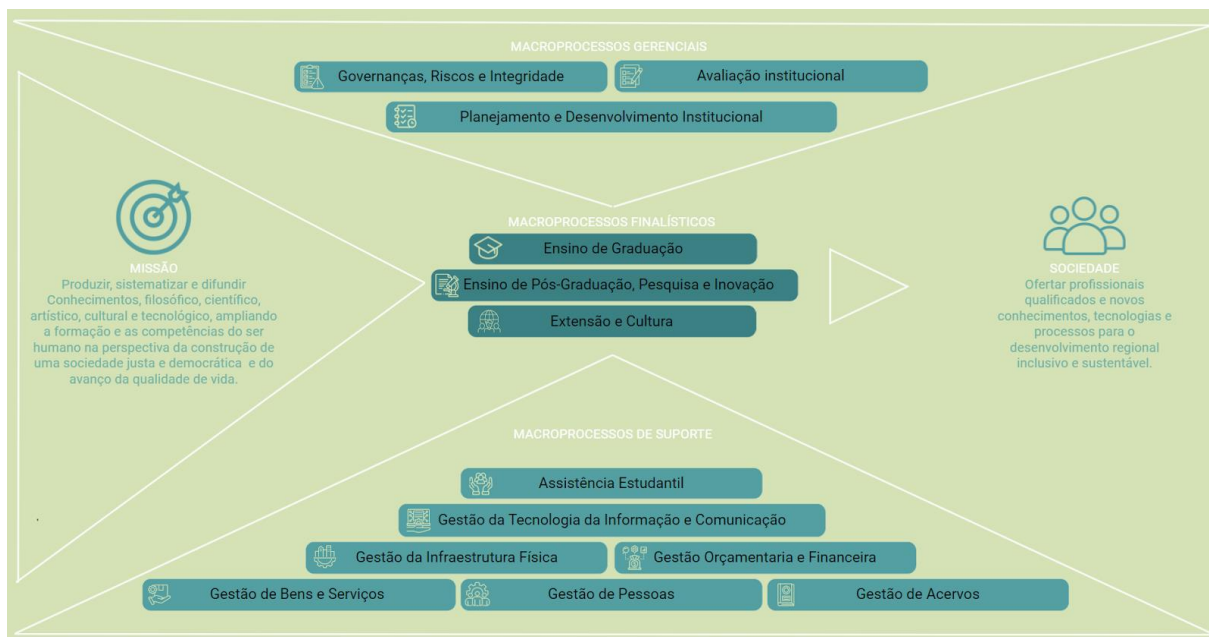 MACROPROCESSOS GERENCIAIS
Governanças, Riscos e Integridade
Avaliação institucional
Planejamento e Desenvolvimento Institucional
MISSÃO
Produzir, sistematizar e difundir
Conhecimentos, filosófico, científico,
artístico, cultural e tecnológico, ampliando
a formação e as competências do ser
humano na perspectiva da construção de
uma sociedade justa e democrática e do
avanço da qualidade de vida.
MACROPROCESSOS FINALÍSTICOS
Ensino de Graduação
Ensino de Pós-Graduação, Pesquisa e Inovação
Extensão e Cultura
SOCIEDADE
Ofertar profissionais
qualificados e novos
conhecimentos, tecnologias e
processos para o
desenvolvimento regional
inclusivo e sustentável.
MACROPROCESSOS DE SUPORTE
Assistência Estudantil
Gestão da Tecnologia da Informação e Comunicação
Gestão da Infraestrutura Física
Gestão Orçamentaria e Financeira
Gestão de Bens e Serviços
Gestão de Pessoas
Gestão de Acervos